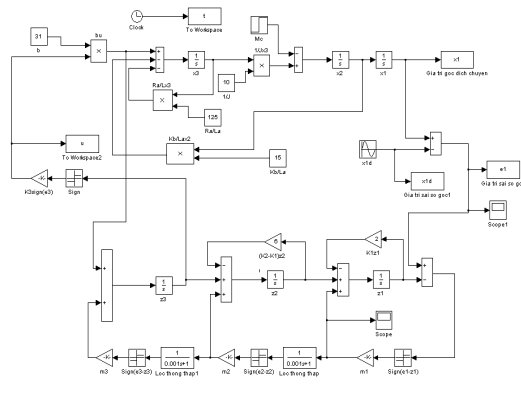 t
Clock
To Workspace
31
b
bu
x
Mc
1/Jx3
x
1
s
x3
10
1/J
1
s
x2
1
s
x1
x1
Gia tri goc dich chuyen
Ra/Lx3
x
125
Ra/La
u
To Workspace2
Kb/Lax2
x
15
Kb/La
x1d
x1d
Gia tri sai so goc1
e1
Gia tri sai so goc
-K-
K3sign(e3)
Sign
Scope1
6
(K2-K1)z2
2
K1z1
1
s
z3
1
s
z2
1
s
z1
Scope
-K-
m3
Sign(e3-z3)
1
0.001s+1
Loc thong thap1
-K-
m2
Sign(e2-z2)
1
0.001s+1
Loc thong thap
-K-
m1
Sign(e1-z1)